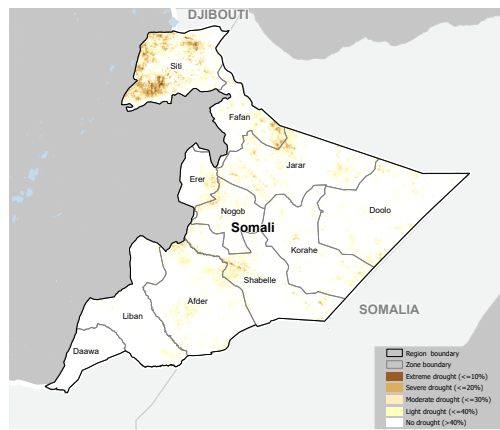 DJIBOUTI
Siti
Fafan
Jarar
Erer
Doolo
Nogob
Somali
Korahe
Shabelle
SOMALIA
Afder
Liban
Daawa
Region boundary
Zone boundary
Extreme drought (<=10%)
Severe drought (<=20%)
Moderate drought (<=30%)
Light drought (<=40%)
No drought (>40%)